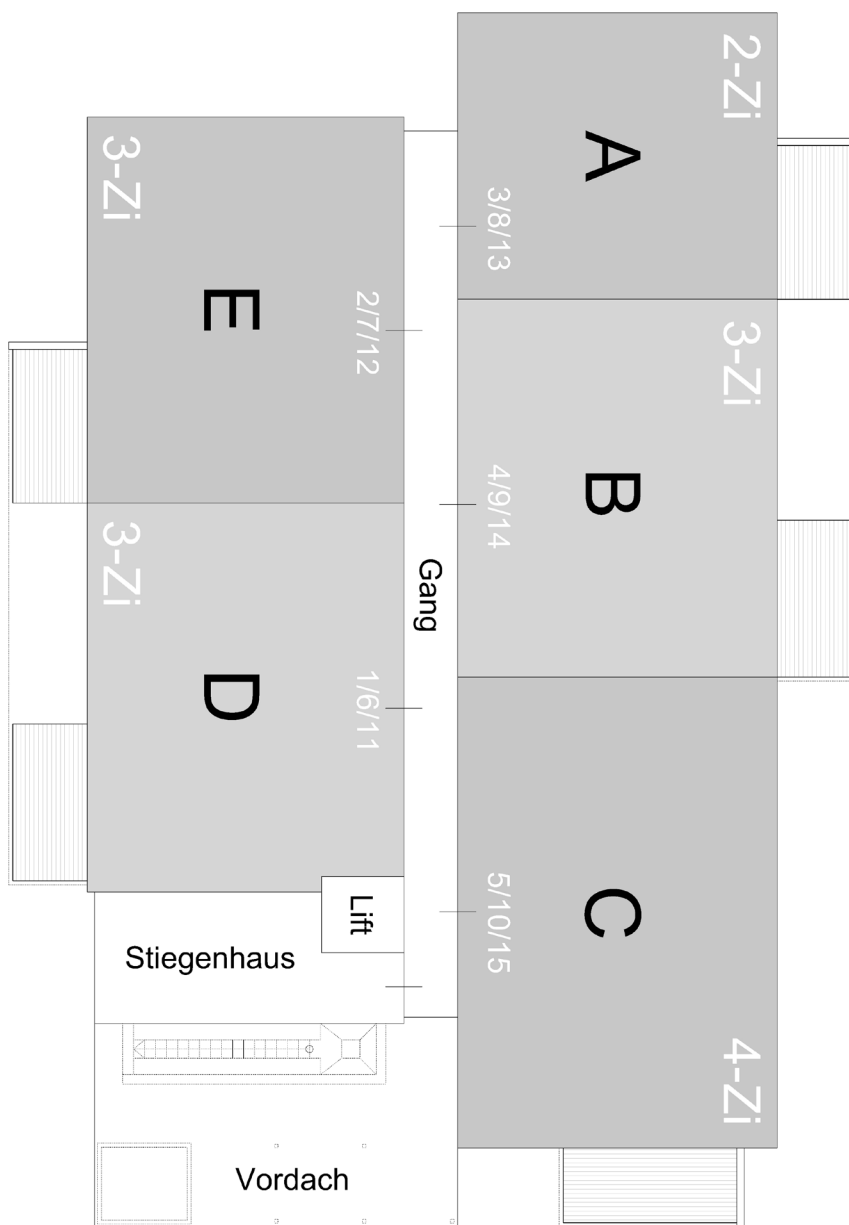 2-Zi
A
3/8/13
3-Zi
E
2/7/12
3-Zi
B
4/9/14
3-Zi
D
1/6/11
Gang
C
5/10/15
4-Zi
Lift
Stiegenhaus
Vordach